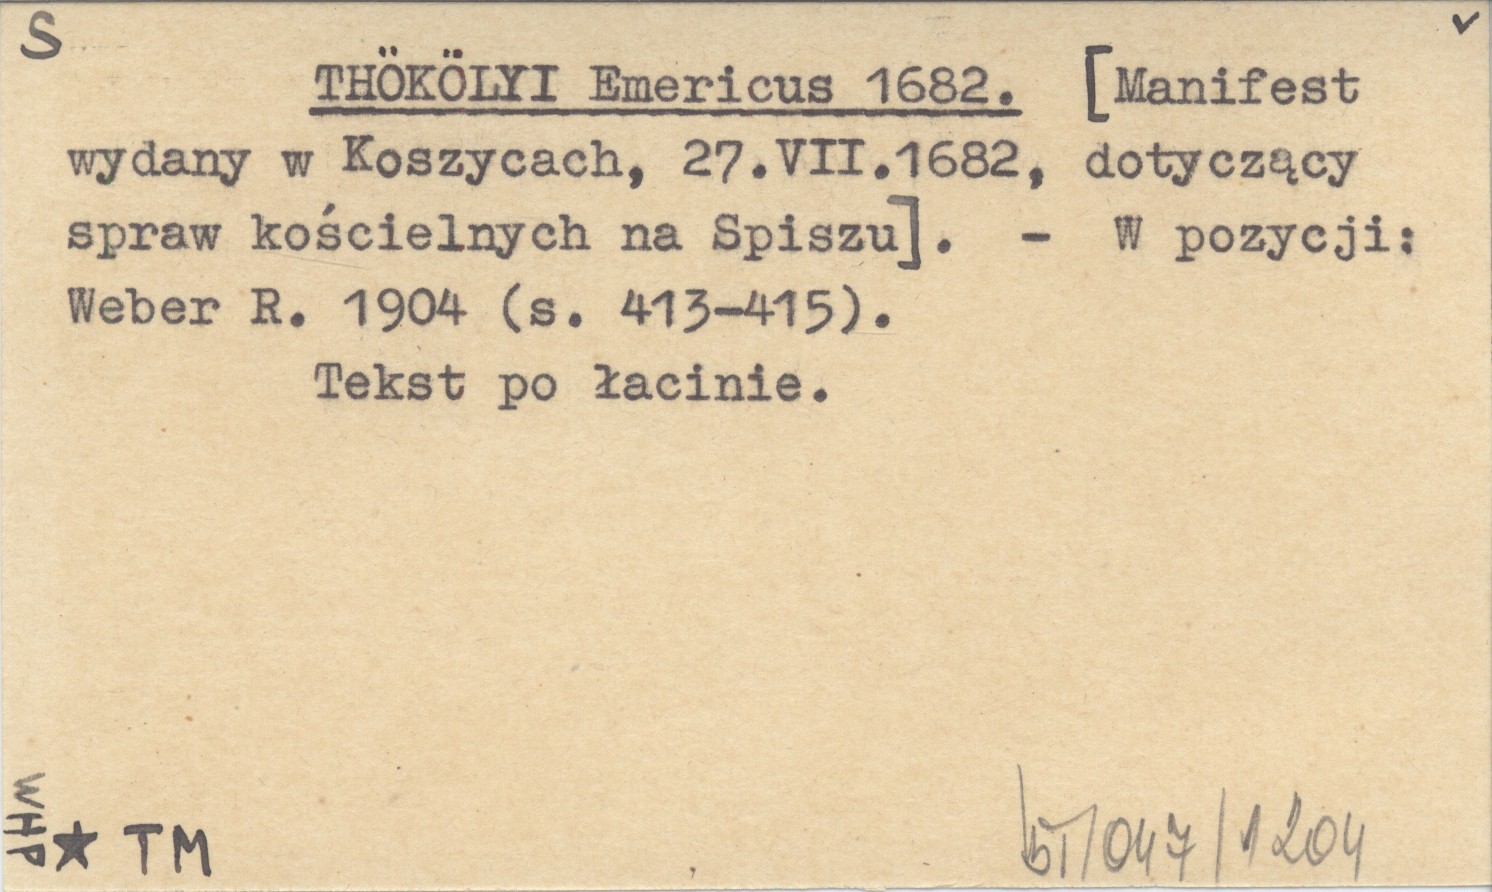 S ✓
THÖKÖLYI Emericus 1682. [Manifest
wydany w Koszycach, 27.VII.1682, dotyczący
spraw kościelnych na Spiszu]. - W pozycji:
Weber R. 1904 (s. 413-415).
Tekst po łacinie.
WHP
★ TM
/047/1204